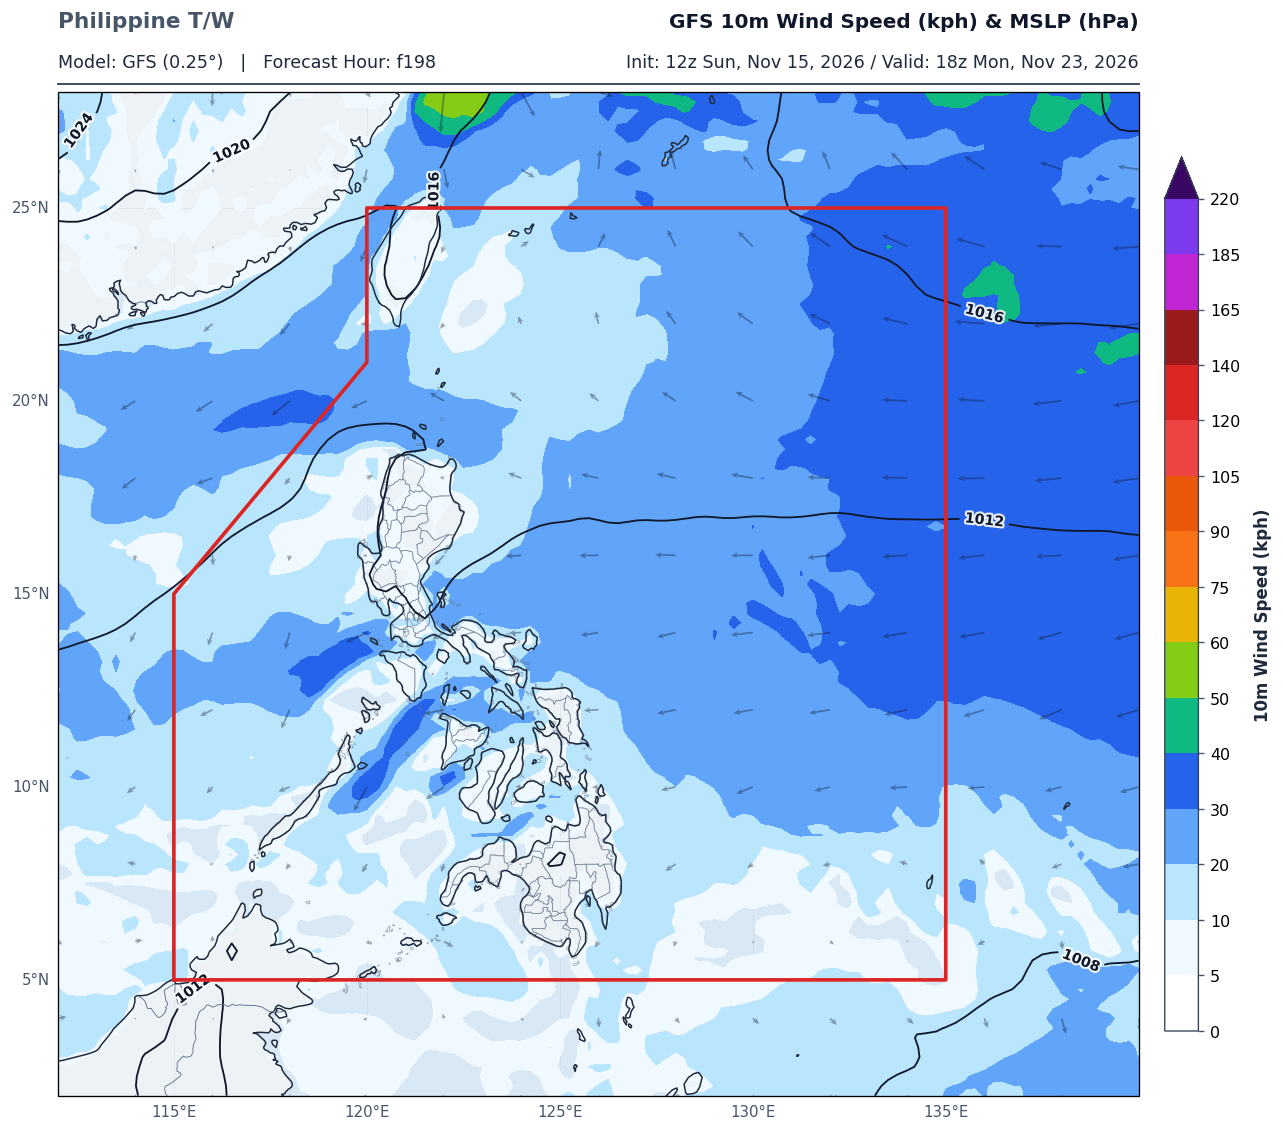 Philippine T/W
GFS 10m Wind Speed (kph) & MSLP (hPa)
Model: GFS (0.25°)   |   Forecast Hour: f198
Init: 12z Sun, Nov 15, 2026 / Valid: 18z Mon, Nov 23, 2026
1024
1020
1016
1016
1012
1012
1008
25°N
20°N
15°N
10°N
5°N
115°E
120°E
125°E
130°E
135°E
220
185
165
140
120
105
90
75
60
50
40
30
20
10
5
0
10m Wind Speed (kph)